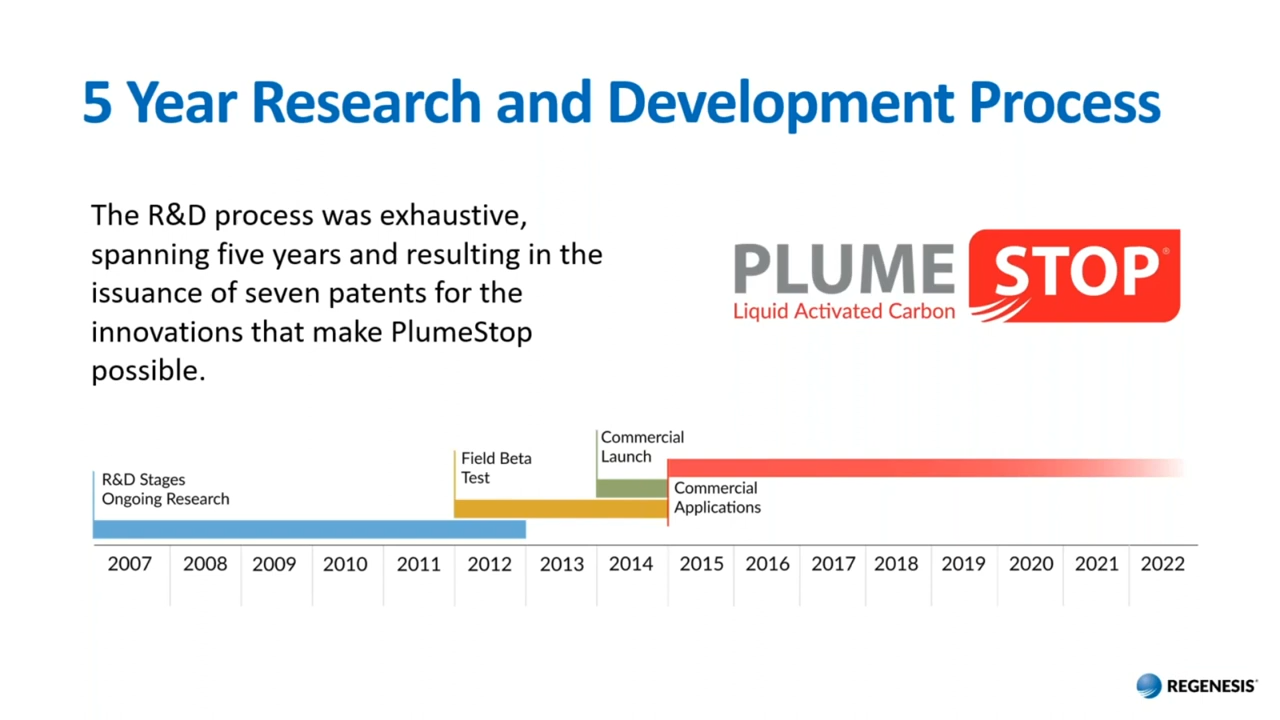 5 Year Research and Development Process
The R&D process was exhaustive,
spanning five years and resulting in the
issuance of seven patents for the
innovations that make PlumeStop
possible.
PLUME STOP®
Liquid Activated Carbon
Commercial
Launch
Field Beta
Test
R&D Stages
Ongoing Research
Commercial
Applications
2007 2008 2009 2010 2011 2012 2013 2014 2015 2016 2017 2018 2019 2020 2021 2022
REGENESIS®